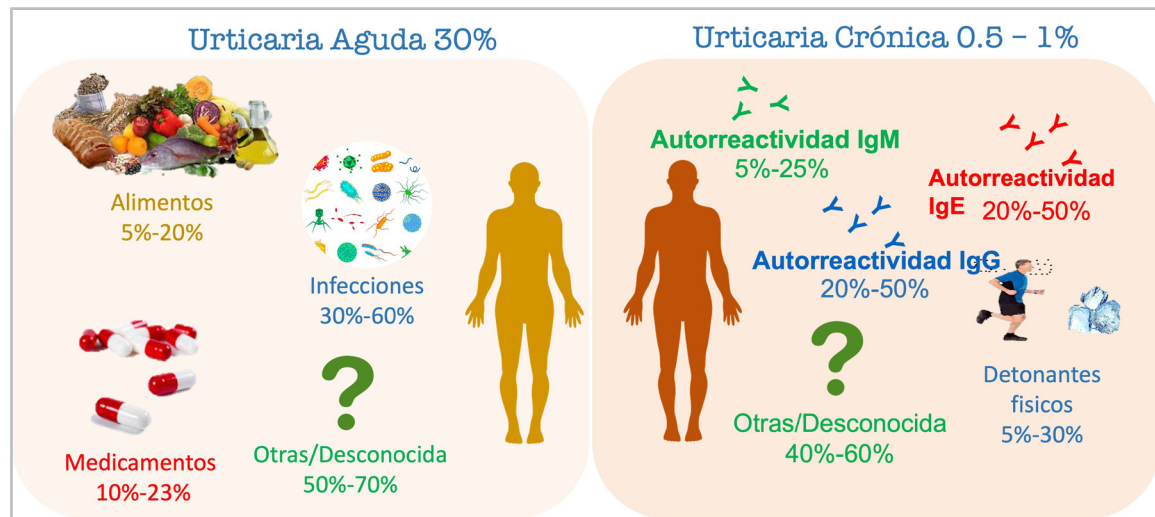 Urticaria Aguda 30%
Alimentos
5%-20%
Infecciones
30%-60%
Medicamentos
10%-23%
?
Otras/Desconocida
50%-70%
Urticaria Crónica 0.5 – 1%
Autorreactividad IgM
5%-25%
Autorreactividad
IgE 20%-50%
Autorreactividad IgG
20%-50%
?
Otras/Desconocida
40%-60%
Detonantes
fisicos
5%-30%